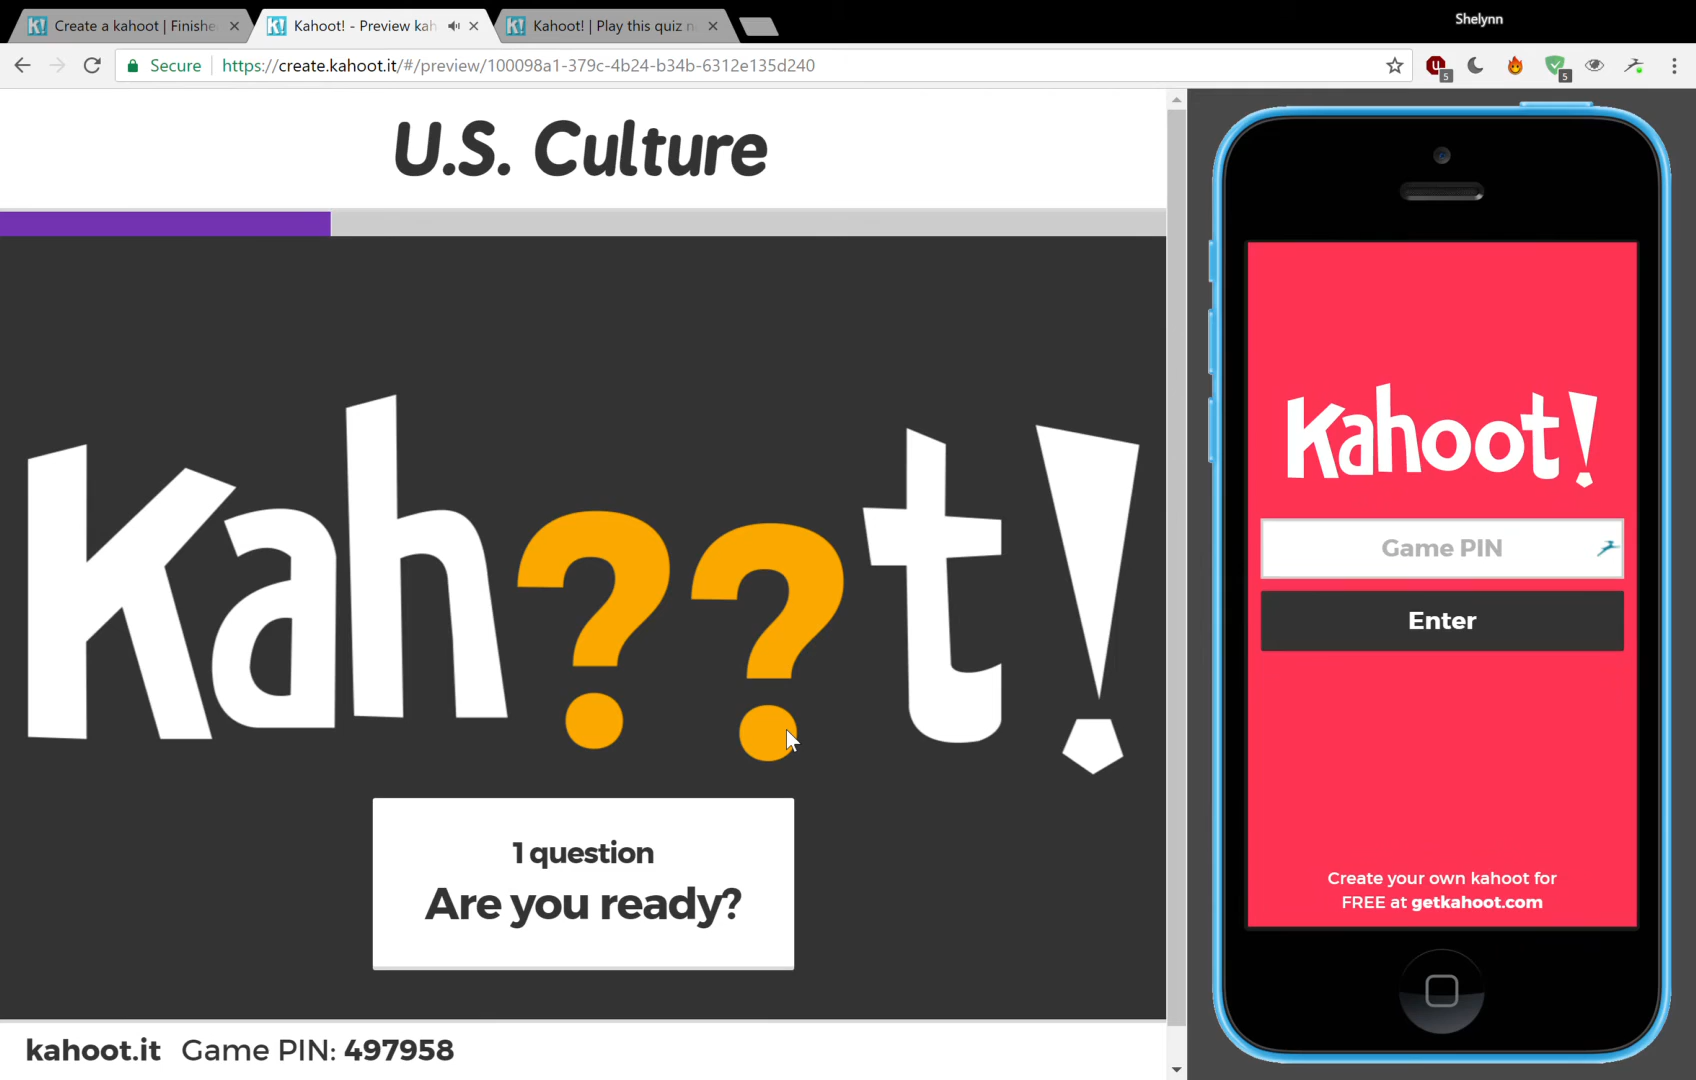 Create a kahoot | Finishe
Kahoot! - Preview kah
Kahoot! | Play this quiz n
Shelynn
Secure
https://create.kahoot.it/#/preview/100098a1-379c-4b24-b34b-6312e135d240
5
5
U.S. Culture
Kah??t!
1 question
Are you ready?
kahoot.it Game PIN: 497958
Kahoot!
Game PIN
Enter
Create your own kahoot for
FREE at getkahoot.com